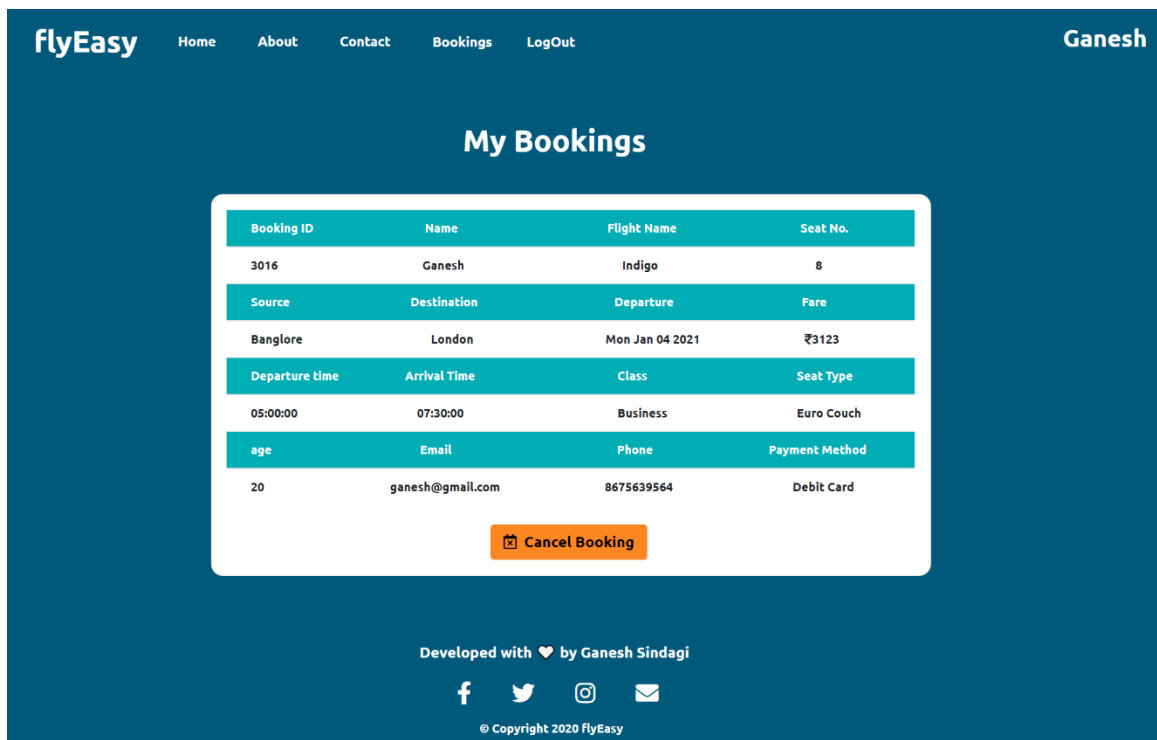 flyEasy Home About Contact Bookings LogOut Ganesh
My Bookings
Booking ID Name Flight Name Seat No.
3016 Ganesh Indigo 8
Source Destination Departure Fare
Banglore London Mon Jan 04 2021 ₹3123
Departure time Arrival Time Class Seat Type
05:00:00 07:30:00 Business Euro Couch
age Email Phone Payment Method
20 ganesh@gmail.com 8675639564 Debit Card
Cancel Booking
Developed with 🤍 by Ganesh Sindagi
© Copyright 2020 flyEasy